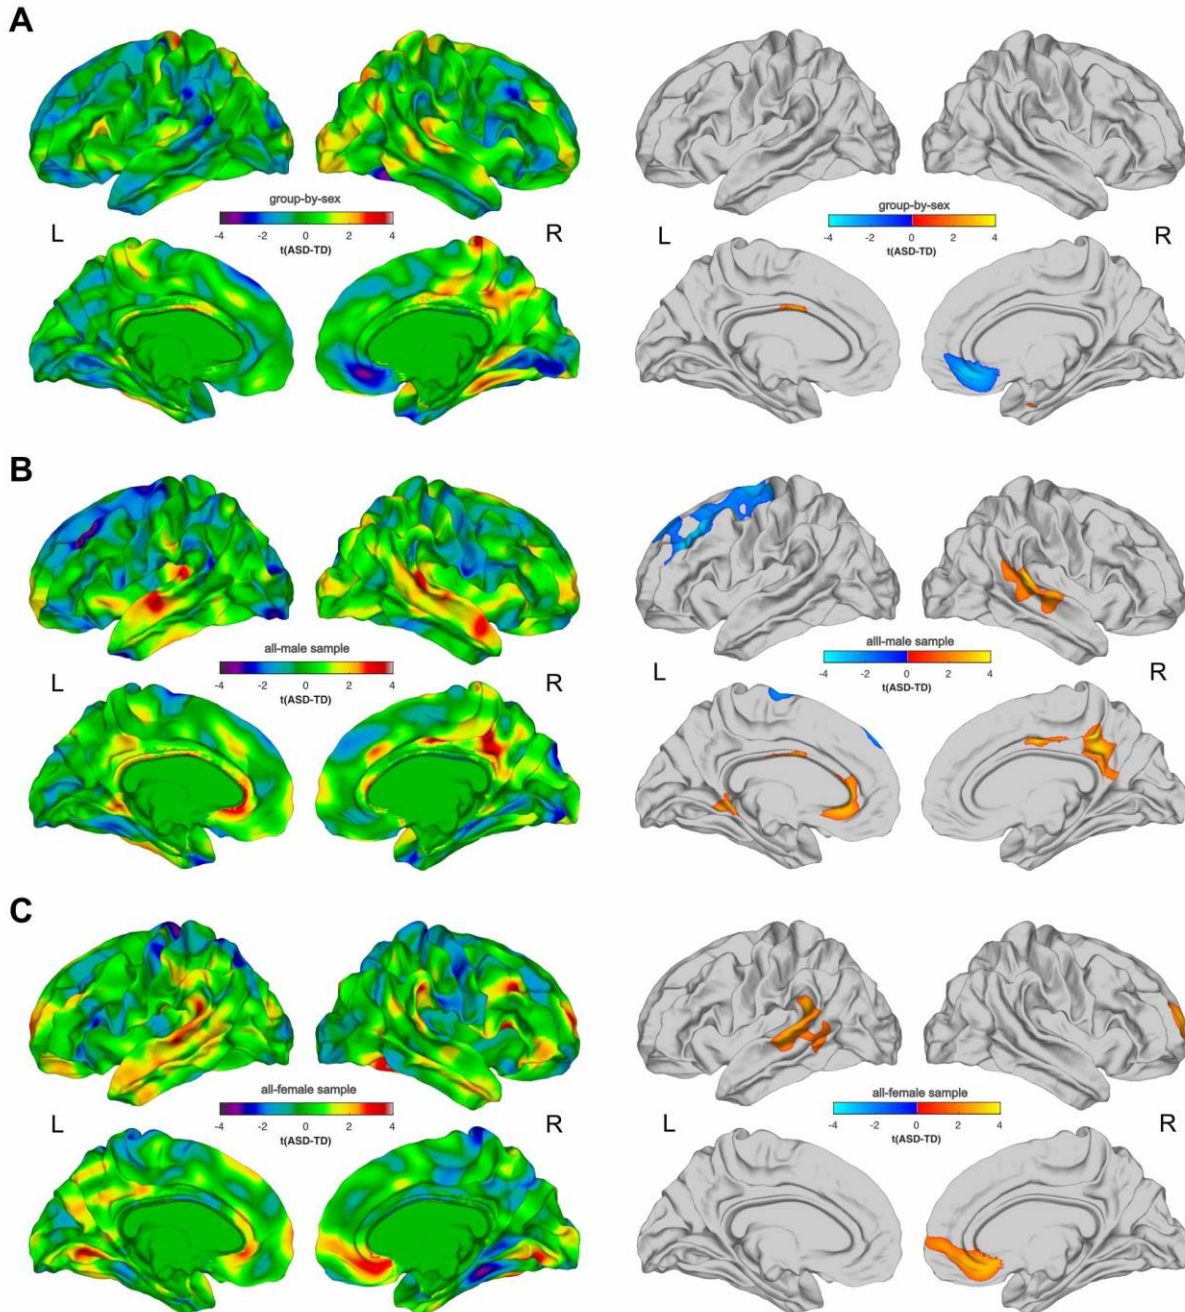 A
group-by-sex
-4 -2 0 2 4
t(ASD-TD)
L R
group-by-sex
-4 -2 0 2 4
t(ASD-TD)
L R
B
all-male sample
-4 -2 0 2 4
t(ASD-TD)
L R
alll-male sample
-4 -2 0 2 4
t(ASD-TD)
L R
C
all-female sample
-4 -2 0 2 4
t(ASD-TD)
L R
all-female sample
-4 -2 0 2 4
t(ASD-TD)
L R